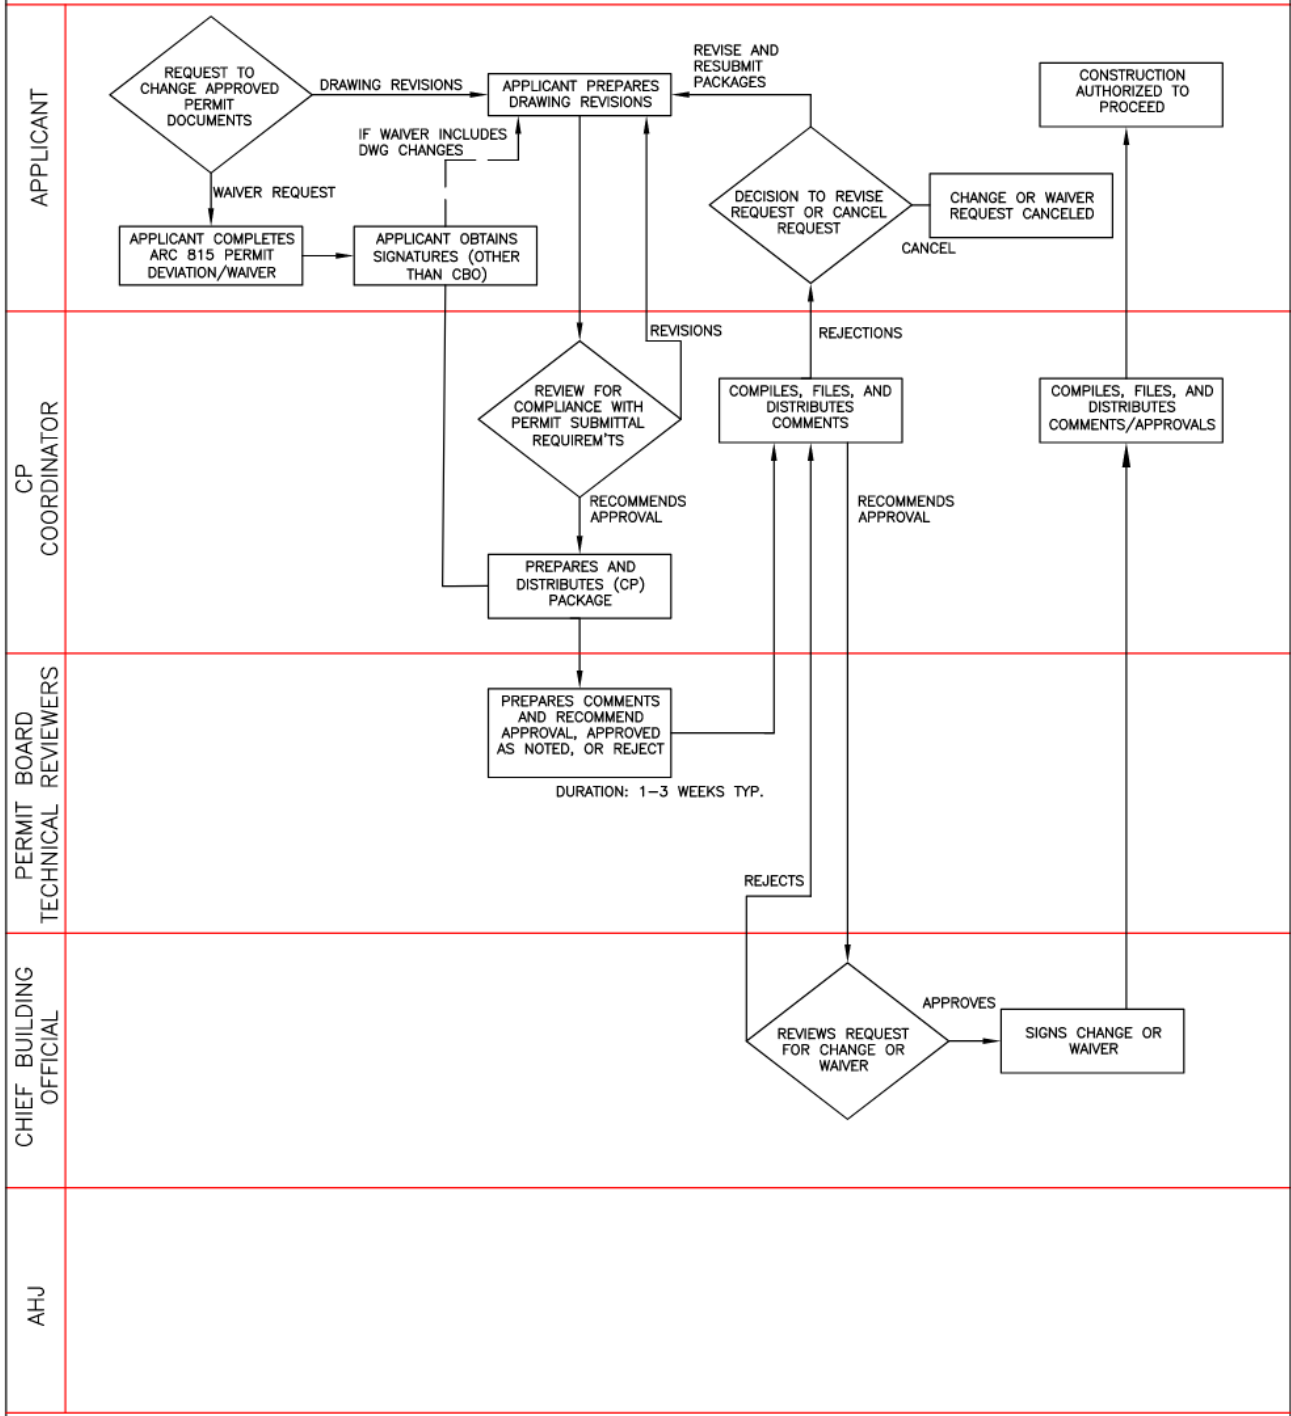 APPLICANT
REQUEST TO
CHANGE APPROVED
PERMIT
DOCUMENTS
DRAWING REVISIONS
WAIVER REQUEST
APPLICANT COMPLETES
ARC 815 PERMIT
DEVIATION/WAIVER
APPLICANT OBTAINS
SIGNATURES (OTHER
THAN CBO)
IF WAIVER INCLUDES
DWG CHANGES
APPLICANT PREPARES
DRAWING REVISIONS
REVISE AND
RESUBMIT
PACKAGES
DECISION TO REVISE
REQUEST OR CANCEL
REQUEST
CANCEL
CHANGE OR WAIVER
REQUEST CANCELED
CONSTRUCTION
AUTHORIZED TO
PROCEED
CP
COORDINATOR
REVIEW FOR
COMPLIANCE WITH
PERMIT SUBMITTAL
REQUIREM'TS
REVISIONS
RECOMMENDS
APPROVAL
PREPARES AND
DISTRIBUTES (CP)
PACKAGE
REJECTIONS
COMPILES, FILES, AND
DISTRIBUTES
COMMENTS
RECOMMENDS
APPROVAL
COMPILES, FILES, AND
DISTRIBUTES
COMMENTS/APPROVALS
PERMIT BOARD
TECHNICAL REVIEWERS
PREPARES COMMENTS
AND RECOMMEND
APPROVAL, APPROVED
AS NOTED, OR REJECT
DURATION: 1-3 WEEKS TYP.
REJECTS
CHIEF BUILDING
OFFICIAL
REVIEWS REQUEST
FOR CHANGE OR
WAIVER
APPROVES
SIGNS CHANGE OR
WAIVER
AHJ